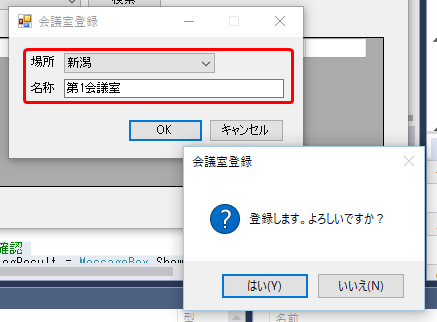 検索
会議室登録
場所 新潟
名称 第1会議室
OK キャンセル
会議室登録
登録します。よろしいですか？
はい(Y) いいえ(N)
確認
= MessageBox.Show
型 名前